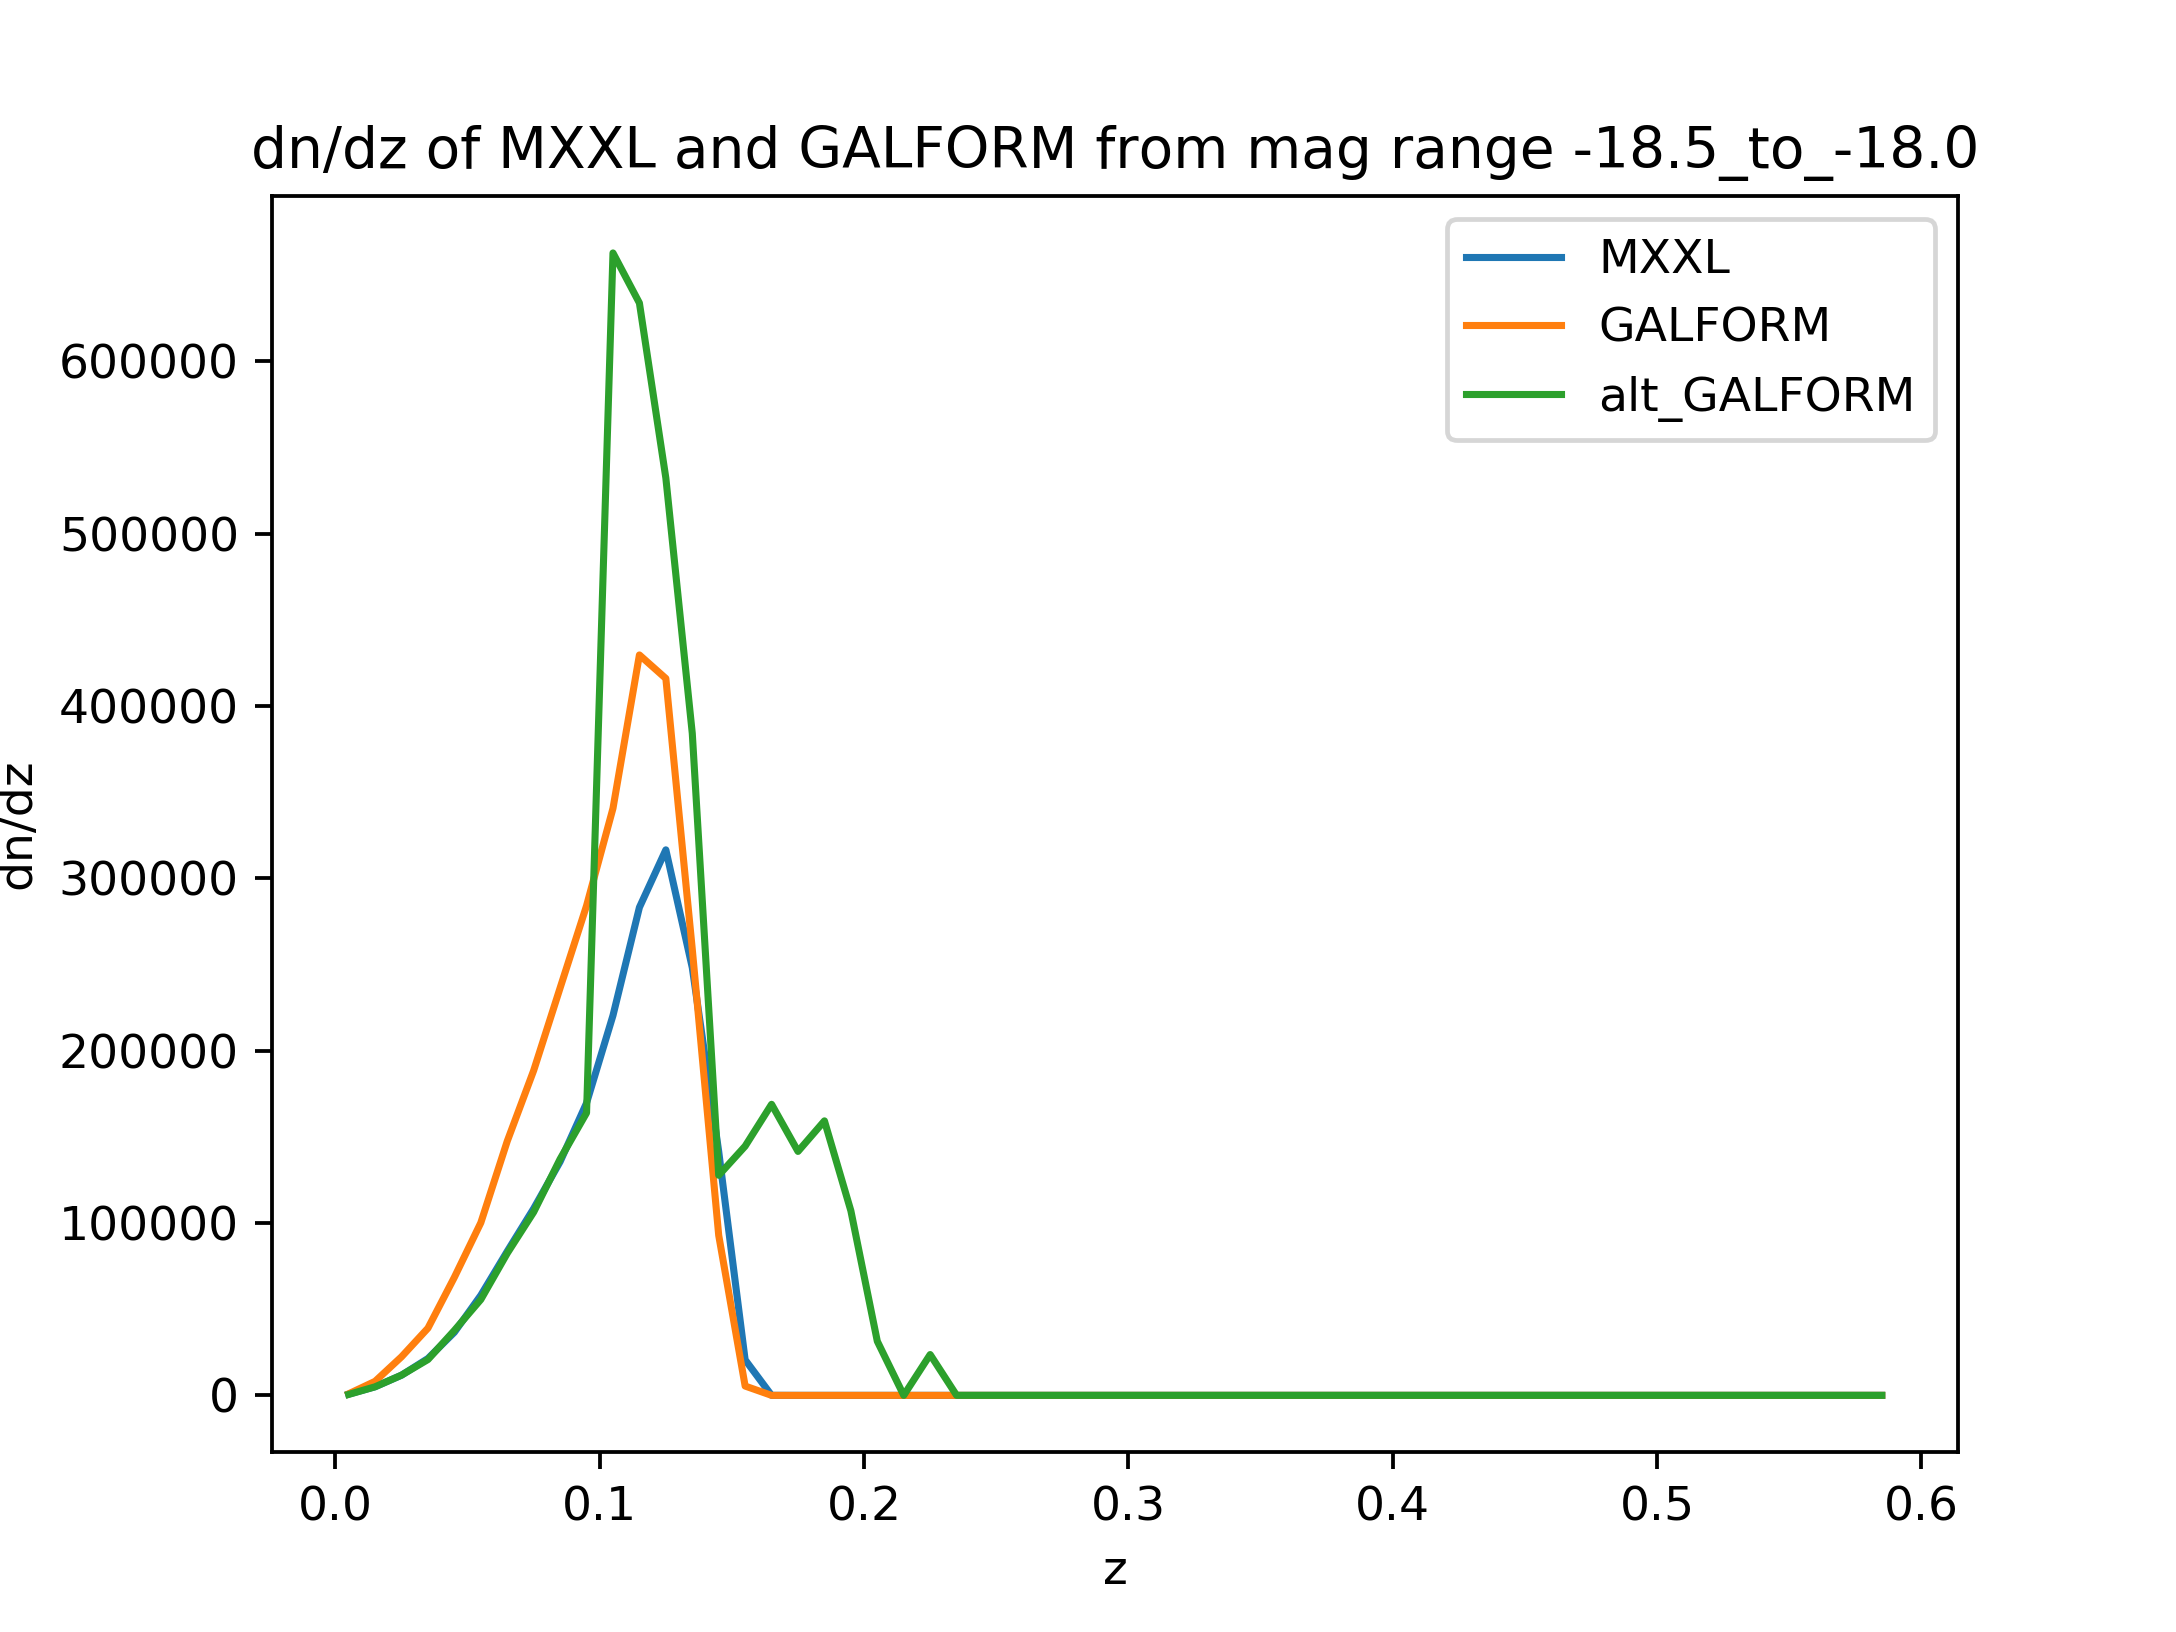 dn/dz of MXXL and GALFORM from mag range -18.5_to_-18.0
MXXL
GALFORM
alt_GALFORM
600000
500000
400000
300000
200000
100000
0
dn/dz
0.0 0.1 0.2 0.3 0.4 0.5 0.6
z